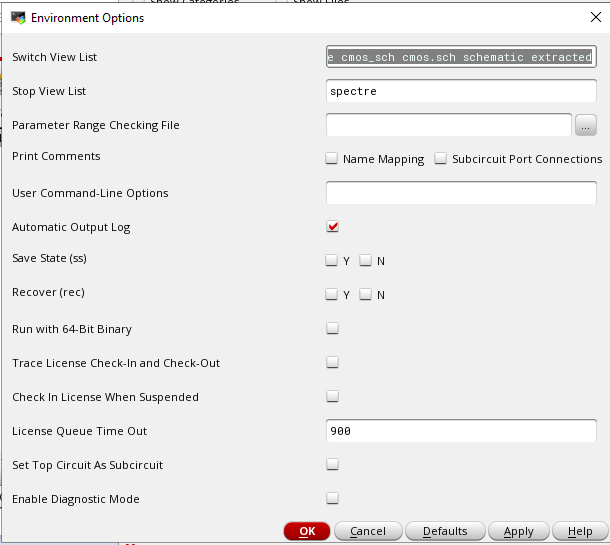 Environment Options
Switch View List
e cmos_sch cmos.sch schematic extracted
Stop View List
spectre
Parameter Range Checking File
...
Print Comments
Name Mapping
Subcircuit Port Connections
User Command-Line Options
Automatic Output Log
Save State (ss)
Y
N
Recover (rec)
Y
N
Run with 64-Bit Binary
Trace License Check-In and Check-Out
Check In License When Suspended
License Queue Time Out
900
Set Top Circuit As Subcircuit
Enable Diagnostic Mode
OK
Cancel
Defaults
Apply
Help